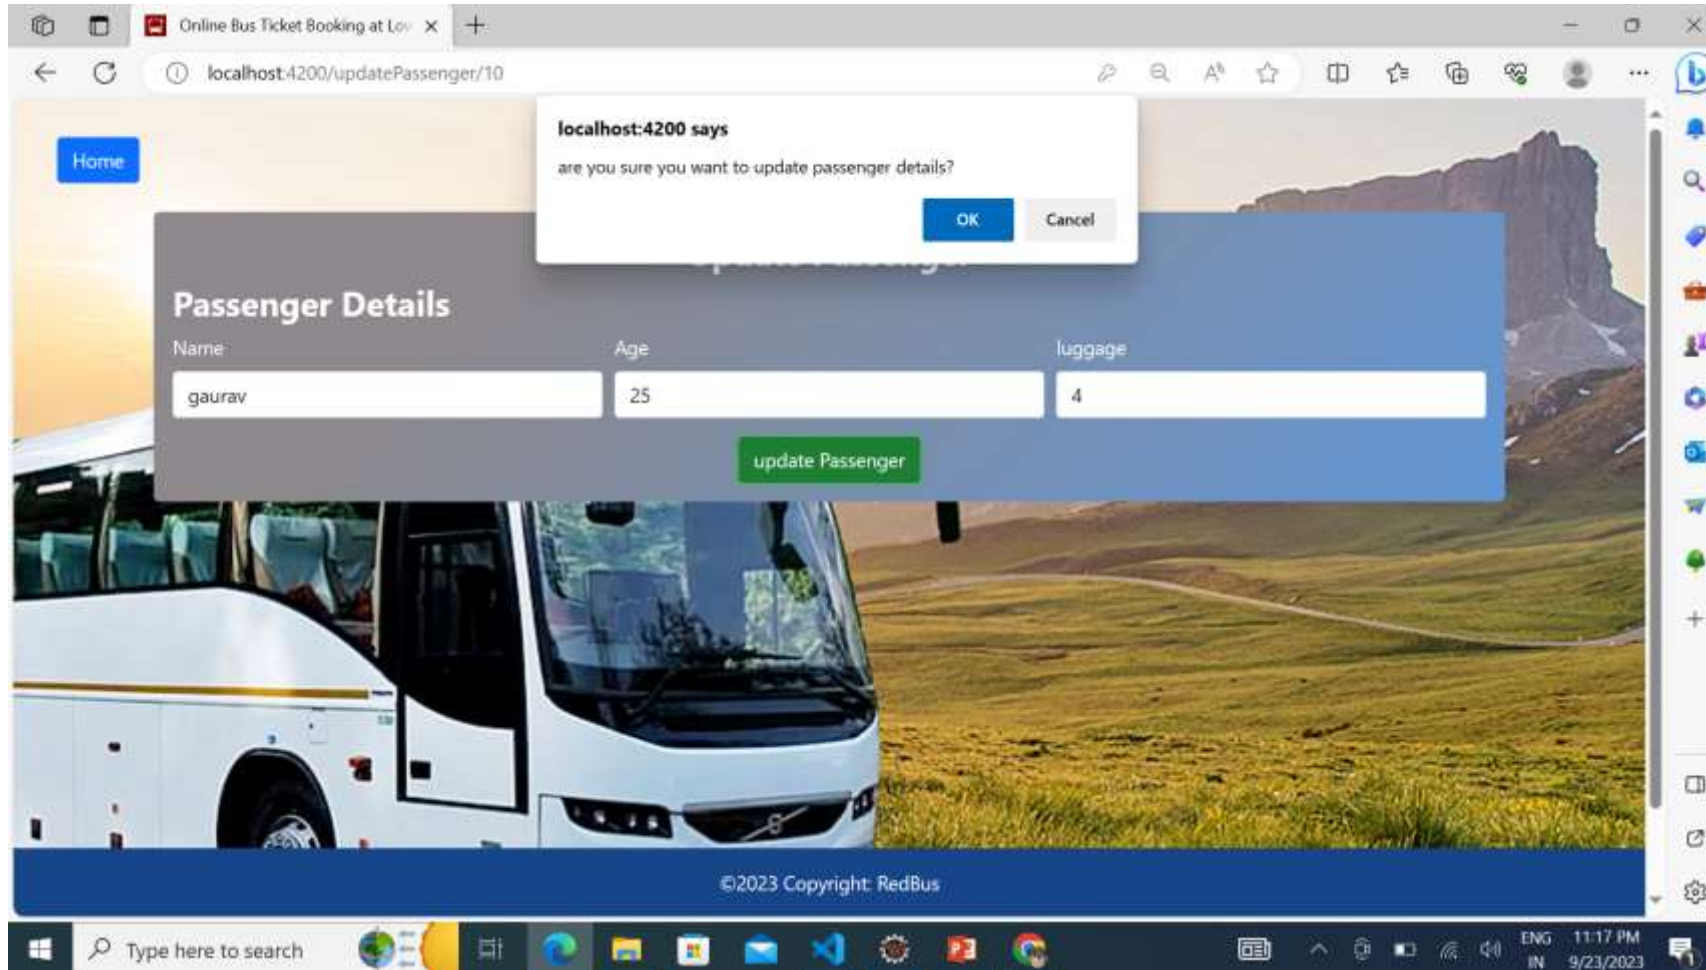 Online Bus Ticket Booking at Lov
localhost:4200/updatePassenger/10
localhost:4200 says
are you sure you want to update passenger details?
OK
Cancel
Home
Update Passenger
Passenger Details
Name
Age
luggage
gaurav
25
4
update Passenger
©2023 Copyright: RedBus
Type here to search
ENG
IN
11:17 PM
9/23/2023